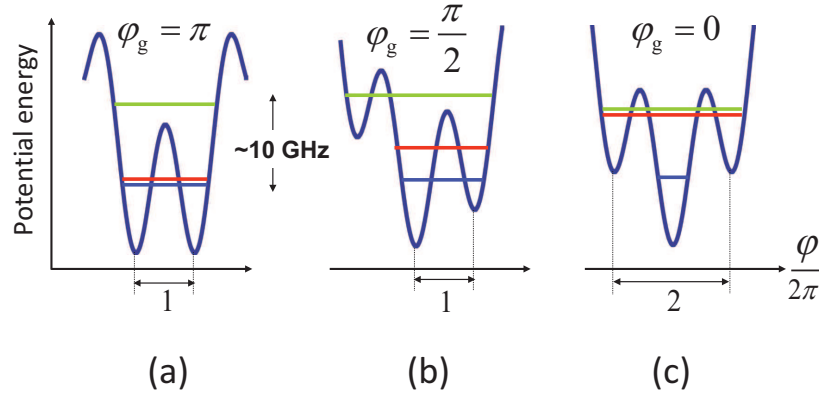 φg = π
φg = π/2
φg = 0
Potential energy
~10 GHz
1
1
2
φ/2π
(a)
(b)
(c)